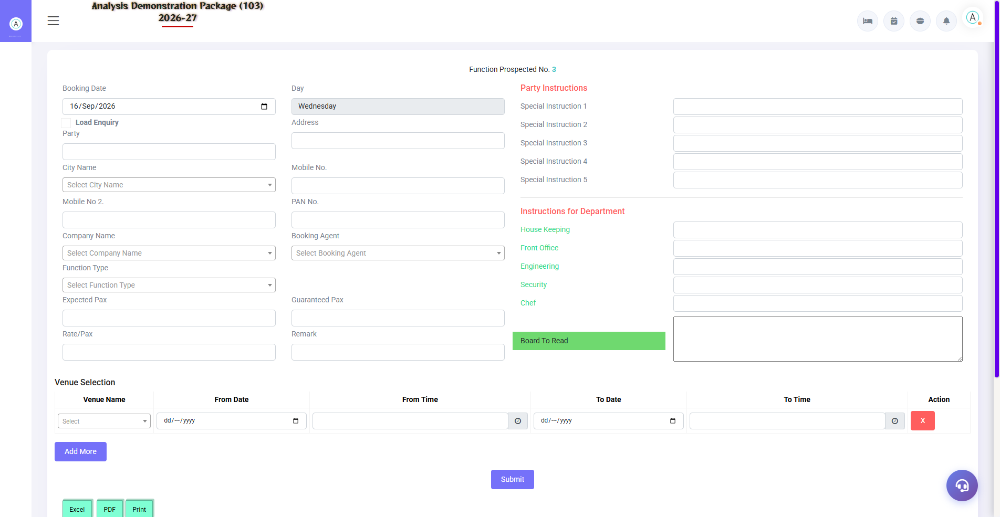 Analysis Demonstration Package (103)
2026-27
A
A
Function Prospected No. 3
Booking Date
16/Sep/2026
Day
Wednesday
Load Enquiry
Address
Party
City Name
Select City Name
Mobile No.
Mobile No 2.
PAN No.
Company Name
Select Company Name
Booking Agent
Select Booking Agent
Function Type
Select Function Type
Expected Pax
Guaranteed Pax
Rate/Pax
Remark
Party Instructions
Special Instruction 1
Special Instruction 2
Special Instruction 3
Special Instruction 4
Special Instruction 5
Instructions for Department
House Keeping
Front Office
Engineering
Security
Chef
Board To Read
Venue Selection
Venue Name From Date From Time To Date To Time Action
Select dd/---/yyyy dd/---/yyyy X
Add More
Submit
Excel PDF Print